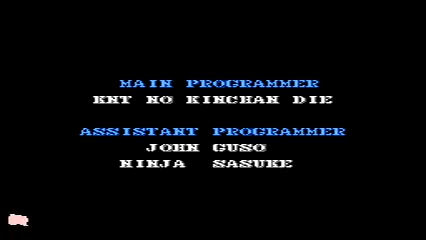 MAIN PROGRAMMER
KNT NO KINCHAN DIE
ASSISTANT PROGRAMMER
JOHN GUSO
NINJA SASUKE